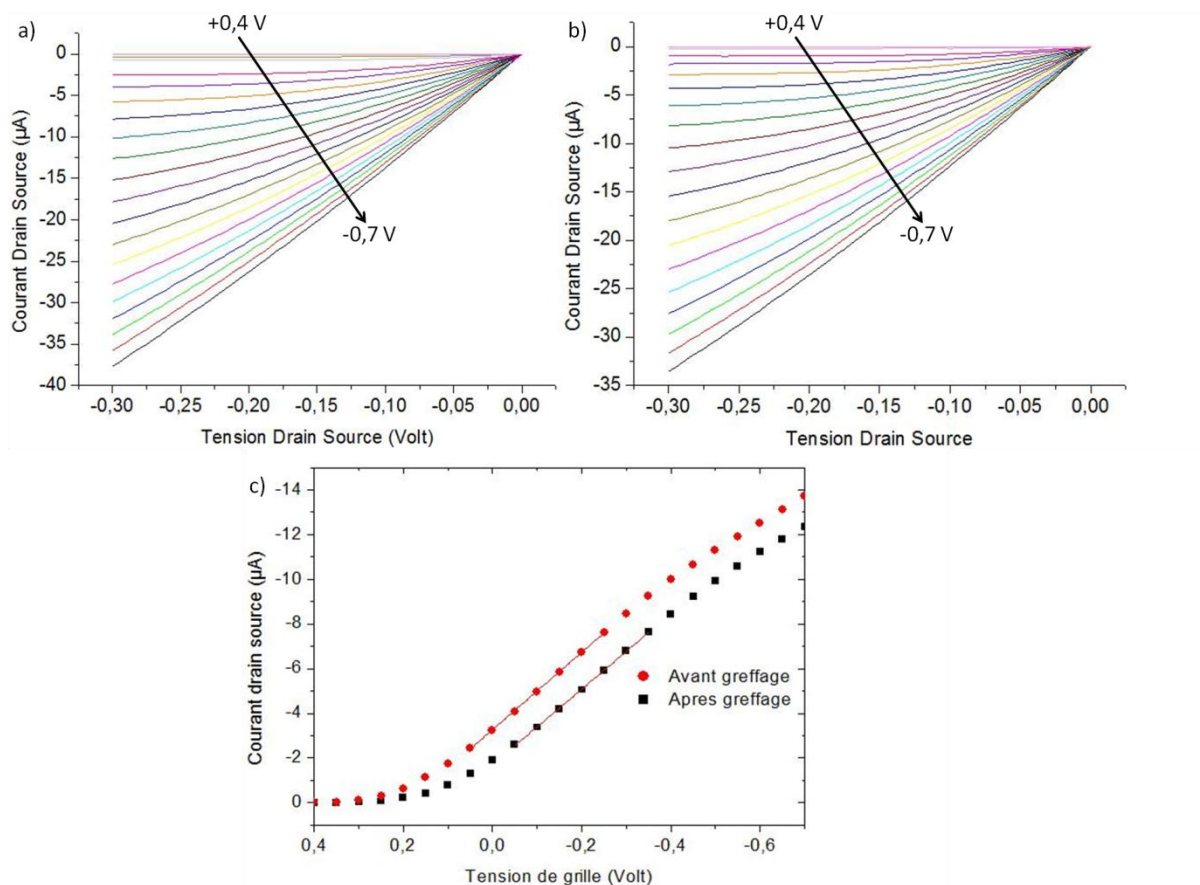 a)
+0,4 V
-0,7 V
0
-5
-10
-15
-20
-25
-30
-35
-40
Courant Drain Source (µA)
-0,30 -0,25 -0,20 -0,15 -0,10 -0,05 0,00
Tension Drain Source (Volt)
b)
+0,4 V
-0,7 V
0
-5
-10
-15
-20
-25
-30
-35
Courant Drain Source (µA)
-0,30 -0,25 -0,20 -0,15 -0,10 -0,05 0,00
Tension Drain Source
c)
-14
-12
-10
-8
-6
-4
-2
0
Courant drain source (µA)
Avant greffage
Apres greffage
0,4 0,2 0,0 -0,2 -0,4 -0,6
Tension de grille (Volt)